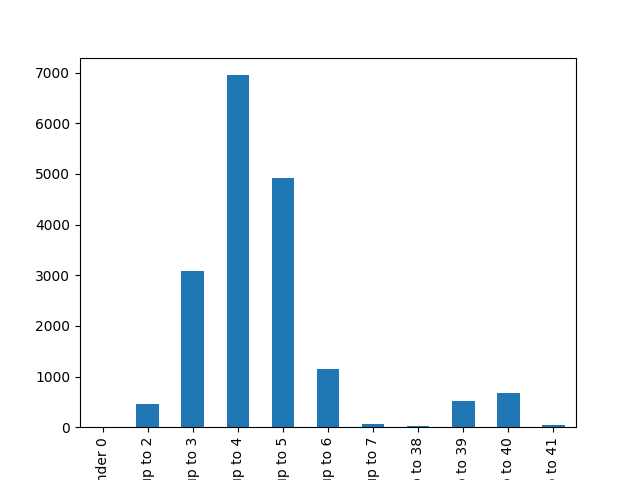 7000
6000
5000
4000
3000
2000
1000
0
nder 0
up to 2
up to 3
up to 4
up to 5
up to 6
up to 7
to 38
to 39
to 40
to 41